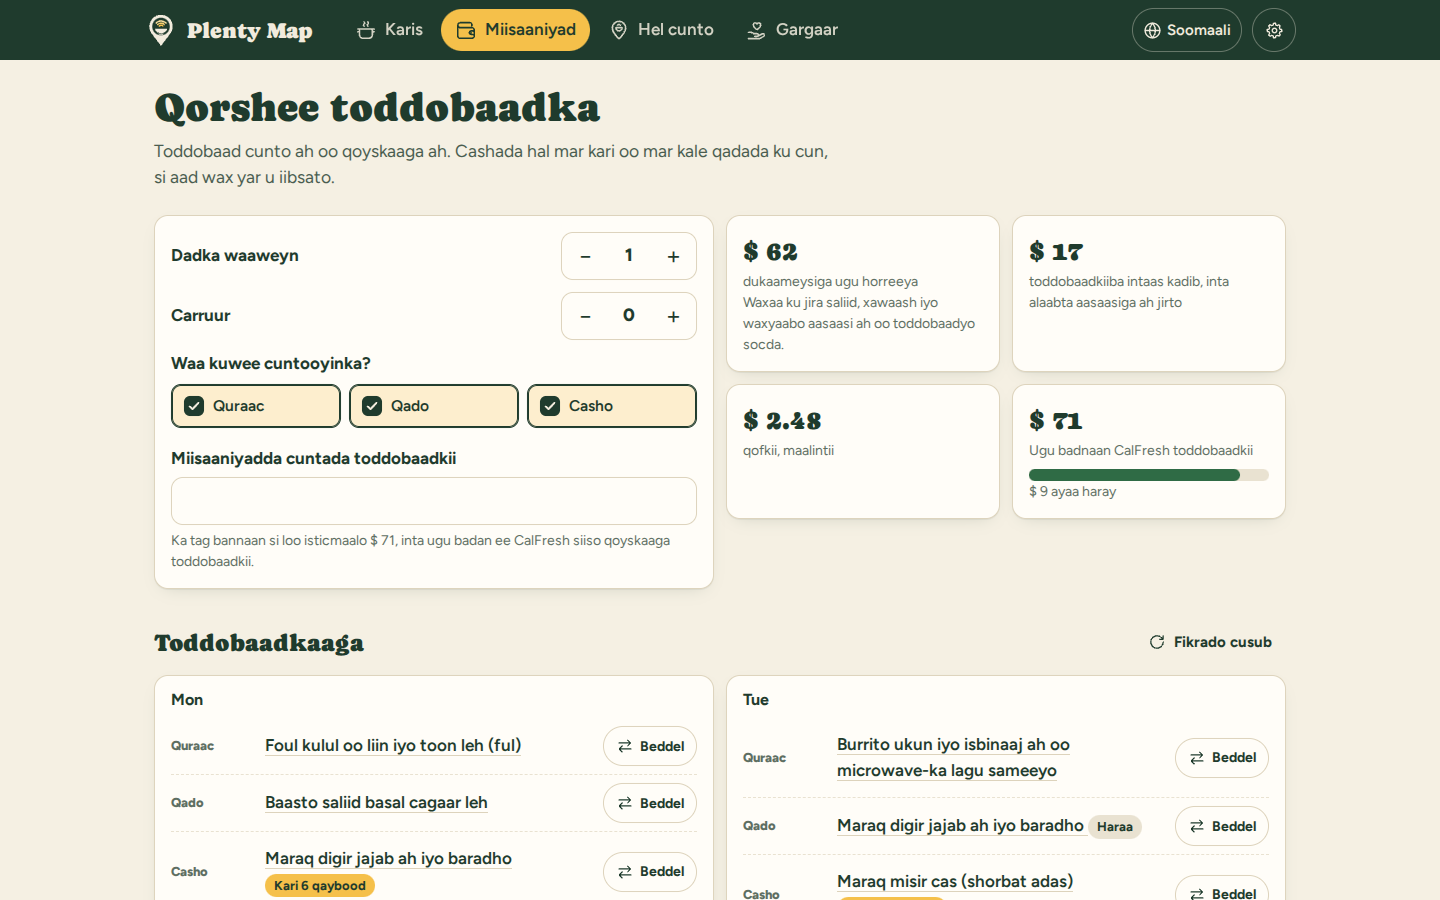 Plenty Map
Karis
Miisaaniyad
Hel cunto
Gargaar
Soomaali
Qorshee toddobaadka
Toddobaad cunto ah oo qoyskaaga ah. Cashada hal mar kari oo mar kale qadada ku cun,
si aad wax yar u iibsato.
Dadka waaweyn
− 1 +
Carruur
− 0 +
Waa kuwee cuntooyinka?
Quraac
Qado
Casho
Miisaaniyadda cuntada toddobaadkii
Ka tag bannaan si loo isticmaalo $ 71, inta ugu badan ee CalFresh siiso qoyskaaga
toddobaadkii.
$ 62
dukaameysiga ugu horreeya
Waxaa ku jira saliid, xawaash iyo
waxyaabo aasaasi ah oo toddobaadyo
socda.
$ 17
toddobaadkiiba intaas kadib, inta
alaabta aasaasiga ah jirto
$ 2.48
qofkii, maalintii
$ 71
Ugu badnaan CalFresh toddobaadkii
$ 9 ayaa haray
Toddobaadkaaga
Fikrado cusub
Mon
Quraac
Foul kulul oo liin iyo toon leh (ful)
Beddel
Qado
Baasto saliid basal cagaar leh
Beddel
Casho
Maraq digir jajab ah iyo baradho
Kari 6 qaybood
Beddel
Tue
Quraac
Burrito ukun iyo isbinaaj ah oo
microwave-ka lagu sameeyo
Beddel
Qado
Maraq digir jajab ah iyo baradho Haraa
Beddel
Casho
Maraq misir cas (shorbat adas)
Beddel